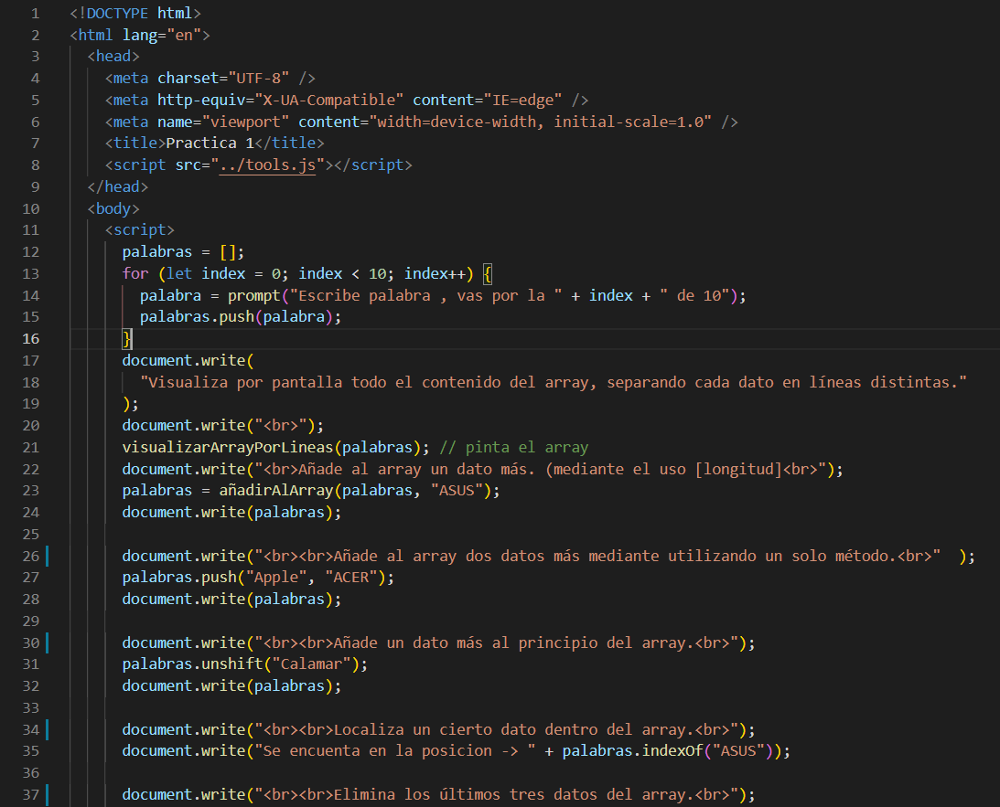 1 <!DOCTYPE html>
2 <html lang="en">
3 <head>
4 <meta charset="UTF-8" />
5 <meta http-equiv="X-UA-Compatible" content="IE=edge" />
6 <meta name="viewport" content="width=device-width, initial-scale=1.0" />
7 <title>Practica 1</title>
8 <script src="../tools.js"></script>
9 </head>
10 <body>
11 <script>
12 palabras = [];
13 for (let index = 0; index < 10; index++) {
14 palabra = prompt("Escribe palabra , vas por la " + index + " de 10");
15 palabras.push(palabra);
16 }
17 document.write(
18 "Visualiza por pantalla todo el contenido del array, separando cada dato en líneas distintas."
19 );
20 document.write("<br>");
21 visualizarArrayPorLineas(palabras); // pinta el array
22 document.write("<br>Añade al array un dato más. (mediante el uso [longitud]<br>");
23 palabras = añadirAlArray(palabras, "ASUS");
24 document.write(palabras);
25
26 document.write("<br><br>Añade al array dos datos más mediante utilizando un solo método.<br>"  );
27 palabras.push("Apple", "ACER");
28 document.write(palabras);
29
30 document.write("<br><br>Añade un dato más al principio del array.<br>");
31 palabras.unshift("Calamar");
32 document.write(palabras);
33
34 document.write("<br><br>Localiza un cierto dato dentro del array.<br>");
35 document.write("Se encuenta en la posicion -> " + palabras.indexOf("ASUS"));
36
37 document.write("<br><br>Elimina los últimos tres datos del array.<br>");